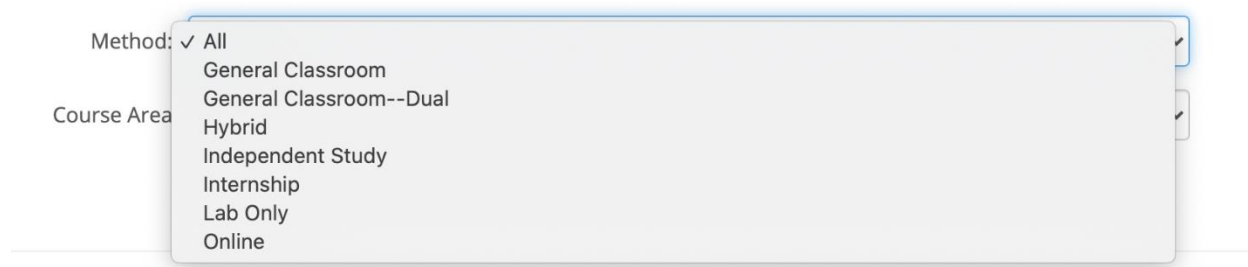 Method: ✓ All
General Classroom
General Classroom--Dual
Course Area
Hybrid
Independent Study
Internship
Lab Only
Online